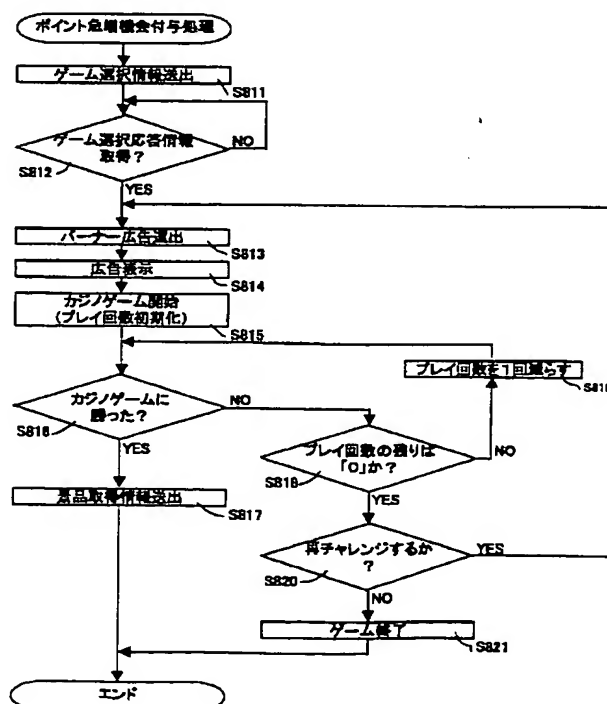 ポイント急増機会付与処理
ゲーム選択情報送出
S811
ゲーム選択応答情報
取得？
NO
S812
YES
バーナー広告選出
S813
広告表示
S814
カジノゲーム開始
(プレイ回数初期化)
S815
プレイ回数を1回減らす
カジノゲームに
勝った？
NO
S816
YES
プレイ回数の残りは
「0」か？
NO
S818
YES
景品取得情報送出
S817
再チャレンジするか
？
YES
S820
NO
ゲーム終了
S821
エンド